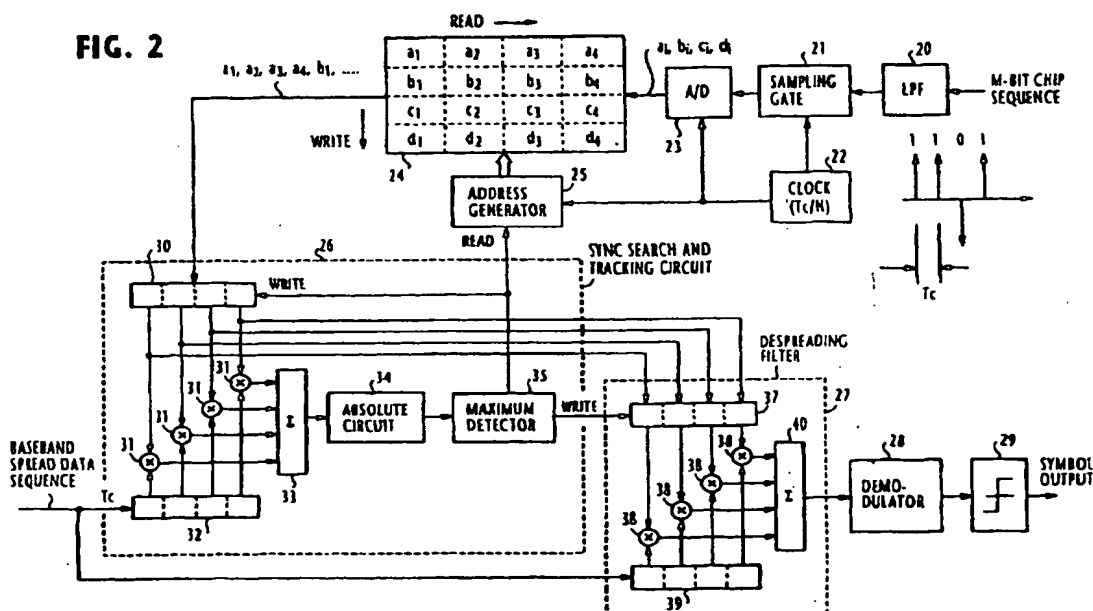 FIG. 2
READ
a1 a2 a3 a4
b1 b2 b3 b4
c1 c2 c3 c4
d1 d2 d3 d4
24
WRITE
a1, a2, a3, a4, b1, ....
ai, bi, ci, di
A/D
23
21
SAMPLING
GATE
20
LPF
M-BIT CHIP
SEQUENCE
1 1 0 1
Tc
22
CLOCK
(Tc/N)
25
ADDRESS
GENERATOR
READ
26
SYNC SEARCH AND
TRACKING CIRCUIT
30
WRITE
31
31
31
31
Σ
33
34
ABSOLUTE
CIRCUIT
35
MAXIMUM
DETECTOR
WRITE
BASEBAND
SPREAD DATA
SEQUENCE
Tc
32
DESPREADING
FILTER
27
37
38
38
38
38
40
Σ
39
28
DEMO-
DULATOR
29
SYMBOL
OUTPUT